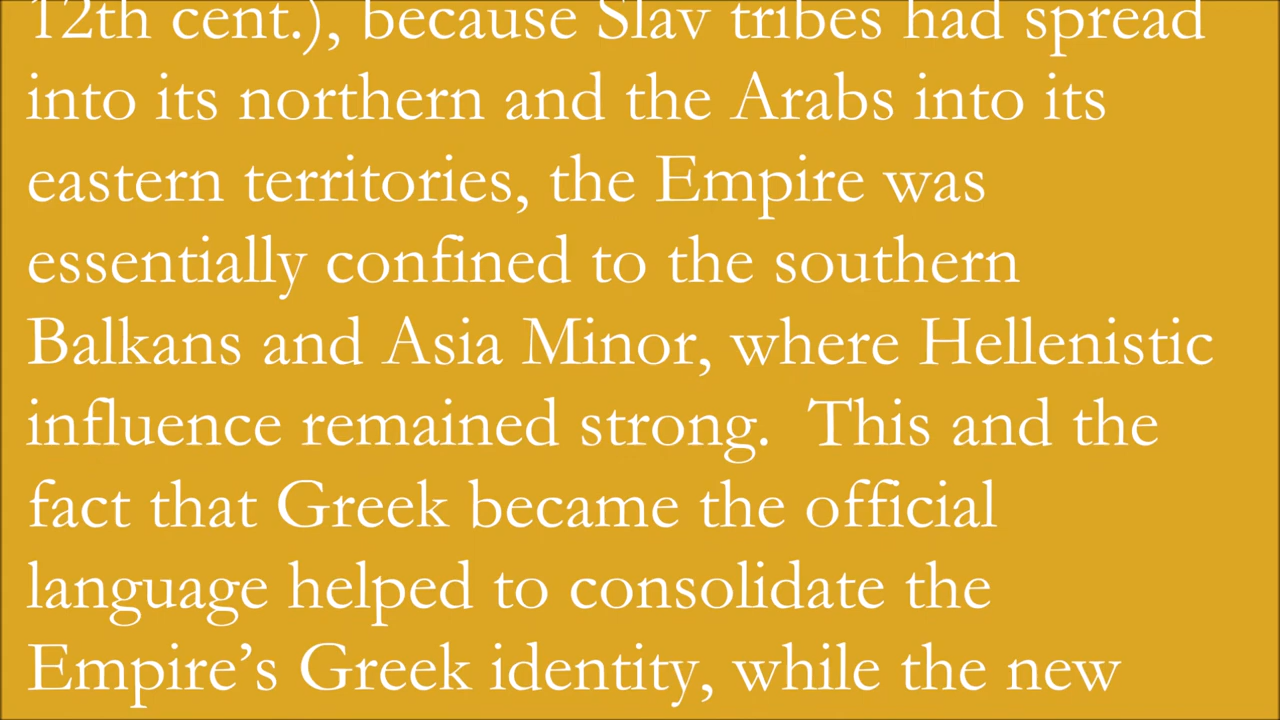 12th cent.), because Slav tribes had spread
into its northern and the Arabs into its
eastern territories, the Empire was
essentially confined to the southern
Balkans and Asia Minor, where Hellenistic
influence remained strong.  This and the
fact that Greek became the official
language helped to consolidate the
Empire’s Greek identity, while the new